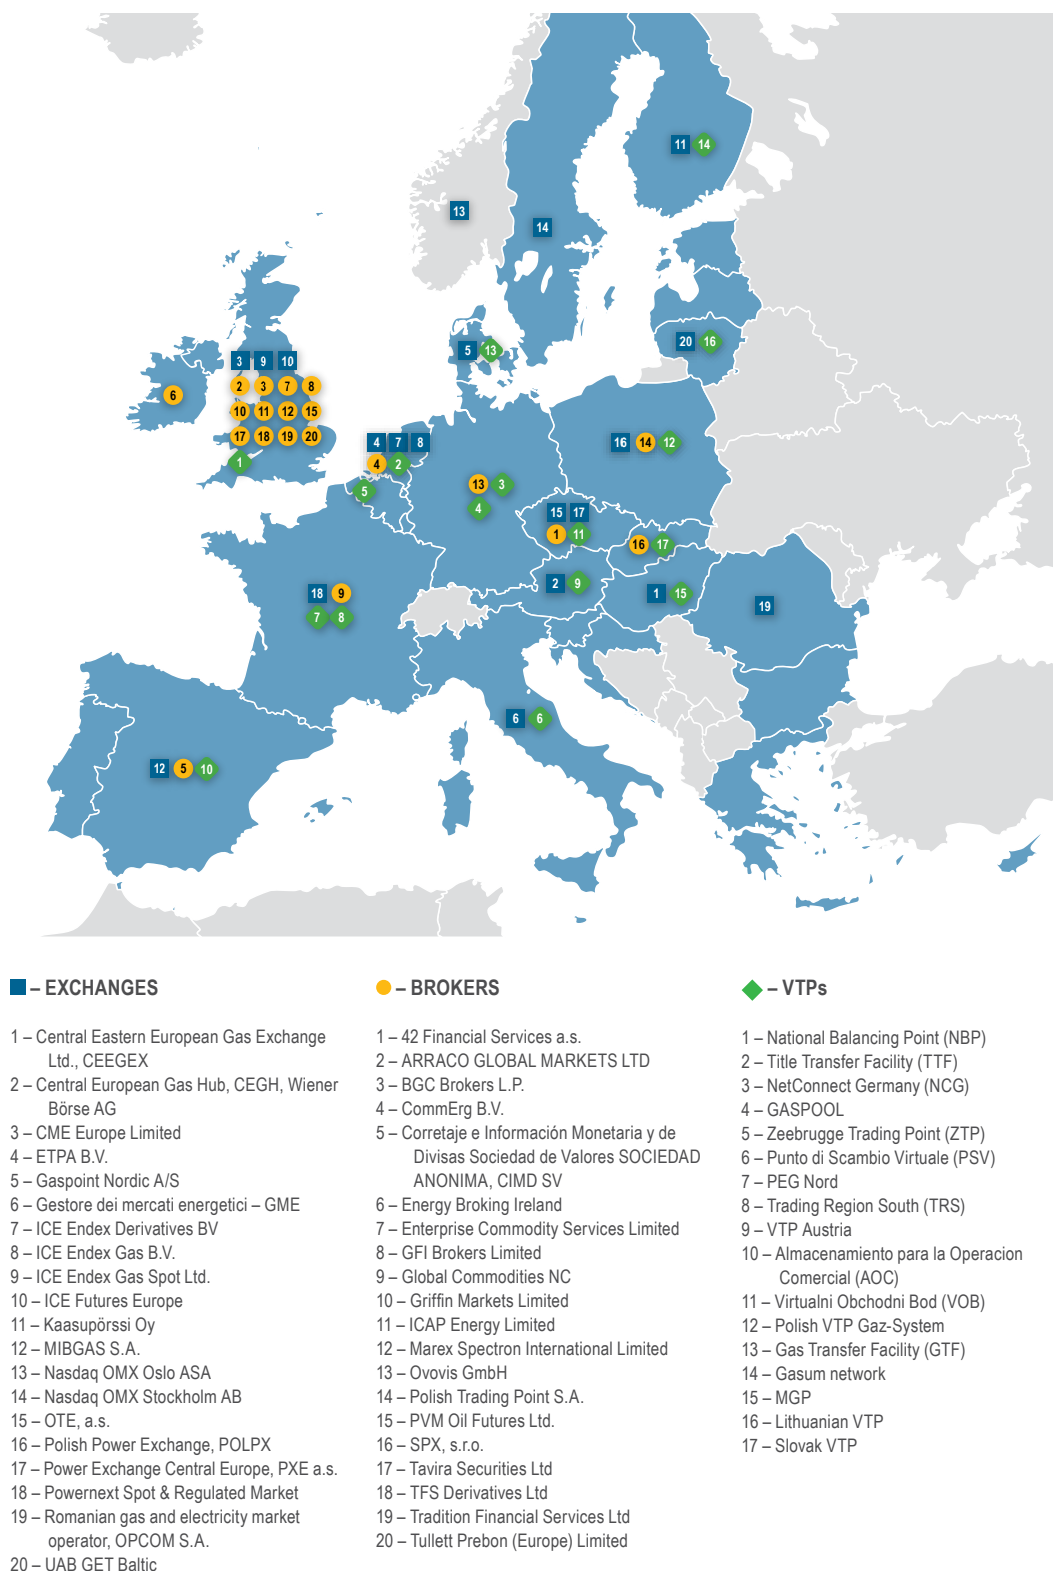 11 14
13
14
20 16
5 13
3 9 10
2 3 7 8
6
10 11 12 15
17 18 19 20
1
4 7 8
4 2
5
16 14 12
13 3
4
15 17
1 11
16 17
2 9
1 15
18 9
7 8
19
6 6
12 5 10
– EXCHANGES
1 – Central Eastern European Gas Exchange
Ltd., CEEGEX
2 – Central European Gas Hub, CEGH, Wiener
Börse AG
3 – CME Europe Limited
4 – ETPA B.V.
5 – Gaspoint Nordic A/S
6 – Gestore dei mercati energetici – GME
7 – ICE Endex Derivatives BV
8 – ICE Endex Gas B.V.
9 – ICE Endex Gas Spot Ltd.
10 – ICE Futures Europe
11 – Kaasupörssi Oy
12 – MIBGAS S.A.
13 – Nasdaq OMX Oslo ASA
14 – Nasdaq OMX Stockholm AB
15 – OTE, a.s.
16 – Polish Power Exchange, POLPX
17 – Power Exchange Central Europe, PXE a.s.
18 – Powernext Spot & Regulated Market
19 – Romanian gas and electricity market
operator, OPCOM S.A.
20 – UAB GET Baltic
– BROKERS
1 – 42 Financial Services a.s.
2 – ARRACO GLOBAL MARKETS LTD
3 – BGC Brokers L.P.
4 – CommErg B.V.
5 – Corretaje e Información Monetaria y de
Divisas Sociedad de Valores SOCIEDAD
ANONIMA, CIMD SV
6 – Energy Broking Ireland
7 – Enterprise Commodity Services Limited
8 – GFI Brokers Limited
9 – Global Commodities NC
10 – Griffin Markets Limited
11 – ICAP Energy Limited
12 – Marex Spectron International Limited
13 – Ovovis GmbH
14 – Polish Trading Point S.A.
15 – PVM Oil Futures Ltd.
16 – SPX, s.r.o.
17 – Tavira Securities Ltd
18 – TFS Derivatives Ltd
19 – Tradition Financial Services Ltd
20 – Tullett Prebon (Europe) Limited
– VTPs
1 – National Balancing Point (NBP)
2 – Title Transfer Facility (TTF)
3 – NetConnect Germany (NCG)
4 – GASPOOL
5 – Zeebrugge Trading Point (ZTP)
6 – Punto di Scambio Virtuale (PSV)
7 – PEG Nord
8 – Trading Region South (TRS)
9 – VTP Austria
10 – Almacenamiento para la Operacion
Comercial (AOC)
11 – Virtualni Obchodni Bod (VOB)
12 – Polish VTP Gaz-System
13 – Gas Transfer Facility (GTF)
14 – Gasum network
15 – MGP
16 – Lithuanian VTP
17 – Slovak VTP